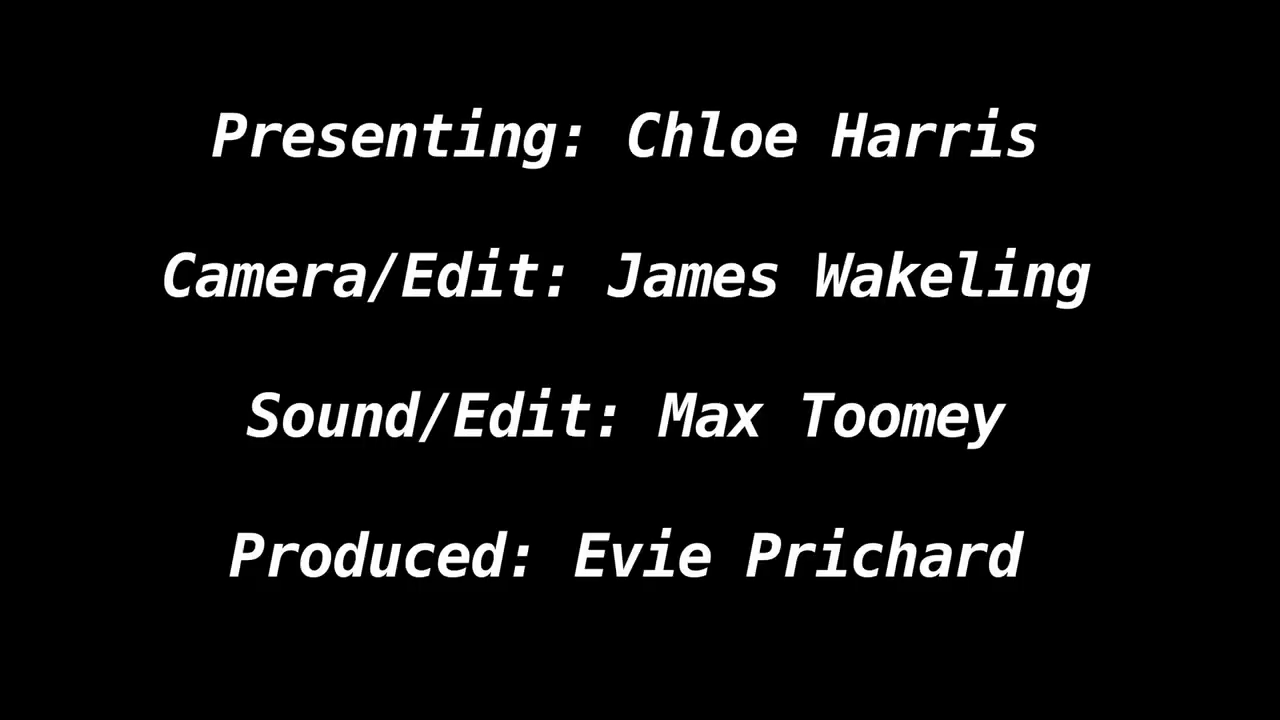 Presenting: Chloe Harris
Camera/Edit: James Wakeling
Sound/Edit: Max Toomey
Produced: Evie Prichard